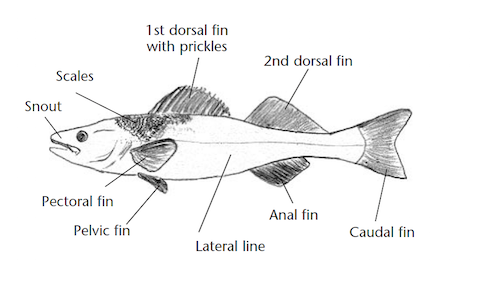 1st dorsal fin
with prickles
2nd dorsal fin
Scales
Snout
Pectoral fin
Pelvic fin
Lateral line
Anal fin
Caudal fin